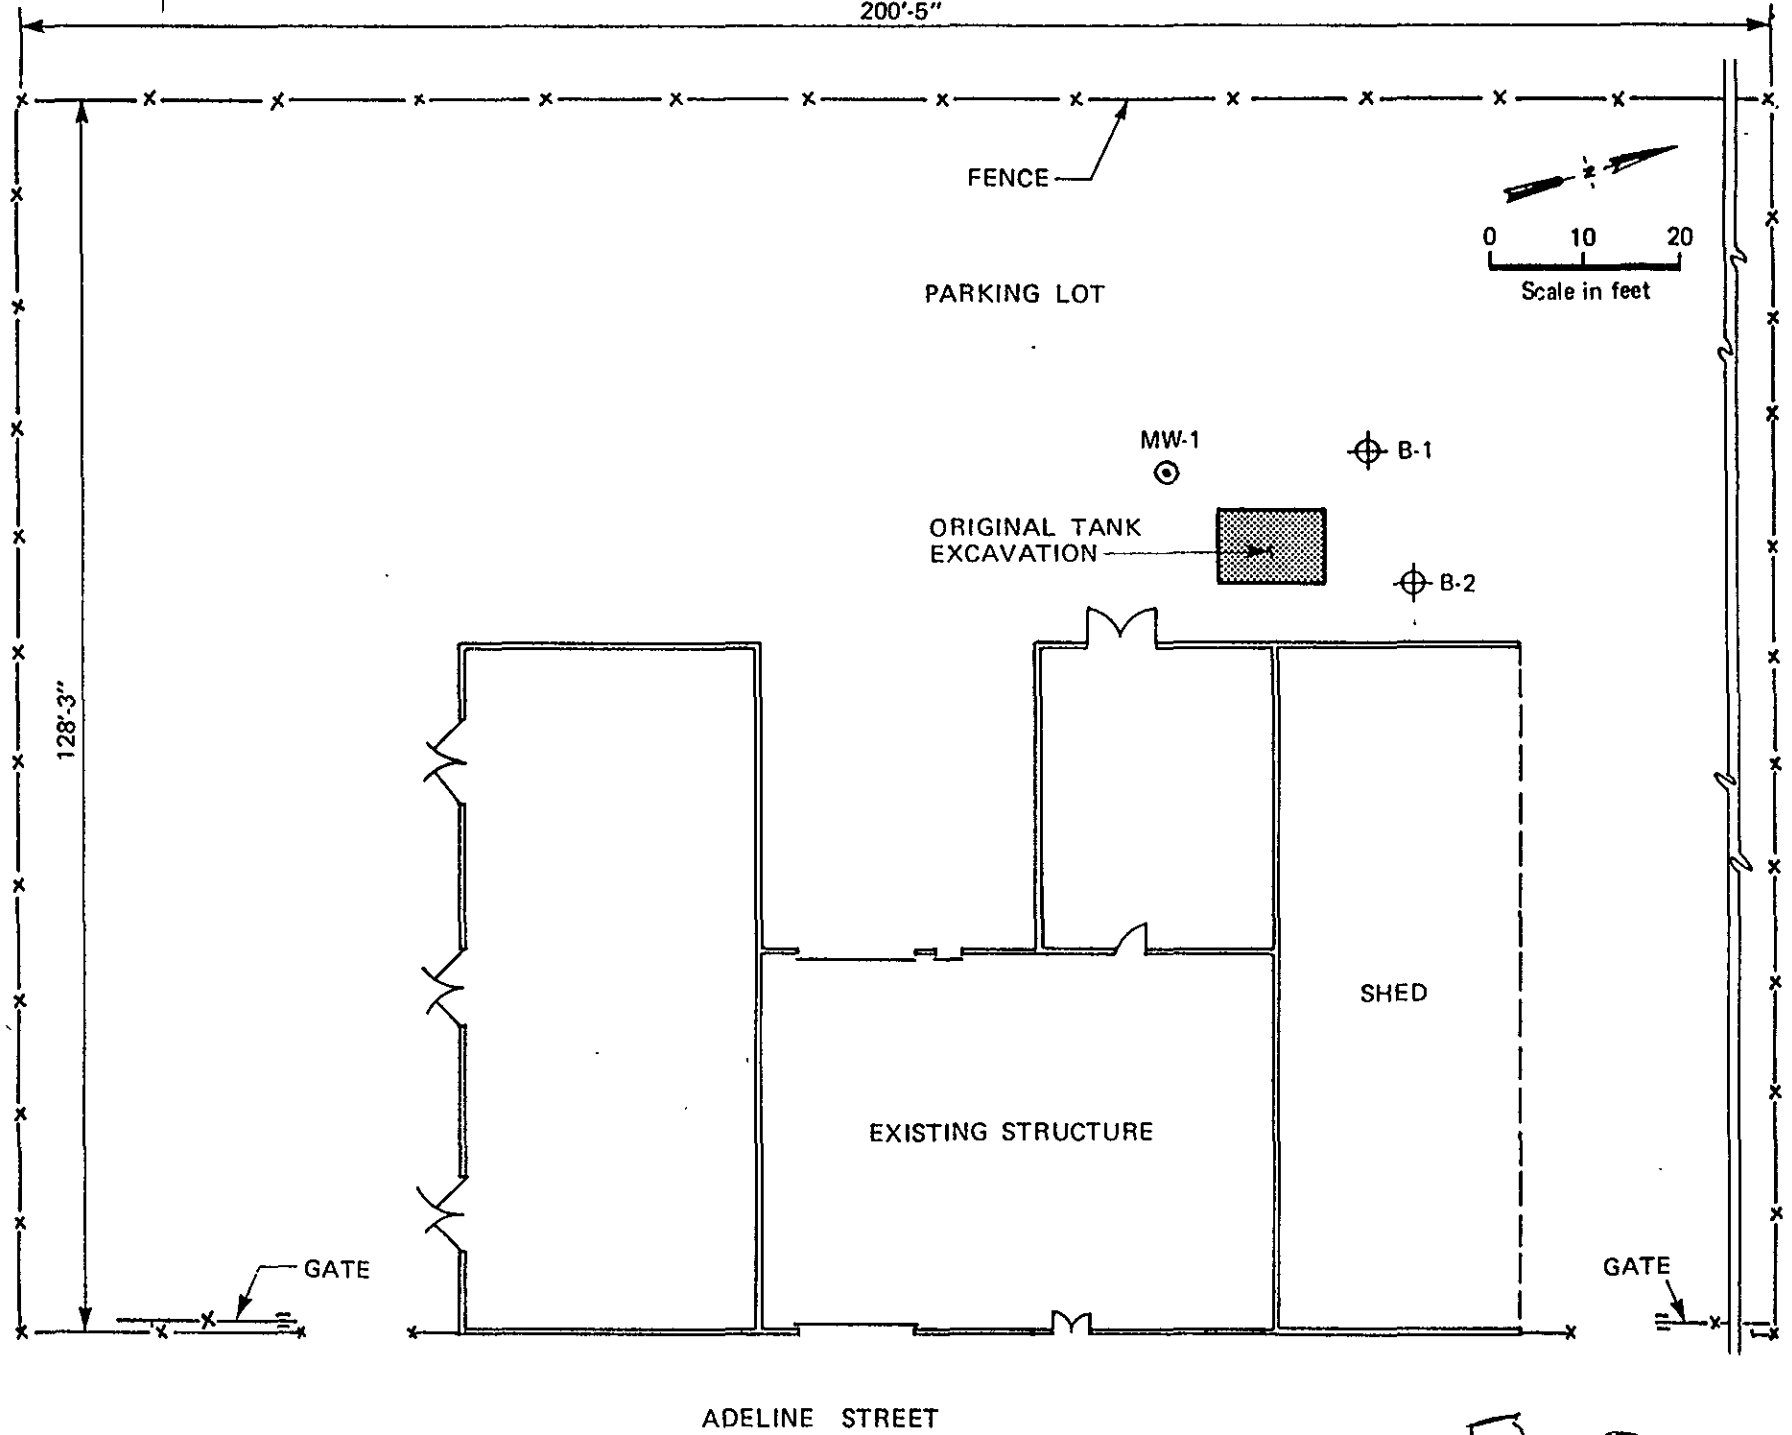 200'-5"
FENCE
N
0 10 20
Scale in feet
PARKING LOT
MW-1
B-1
ORIGINAL TANK
EXCAVATION
B-2
128'-3"
SHED
EXISTING STRUCTURE
GATE
GATE
ADELINE STREET